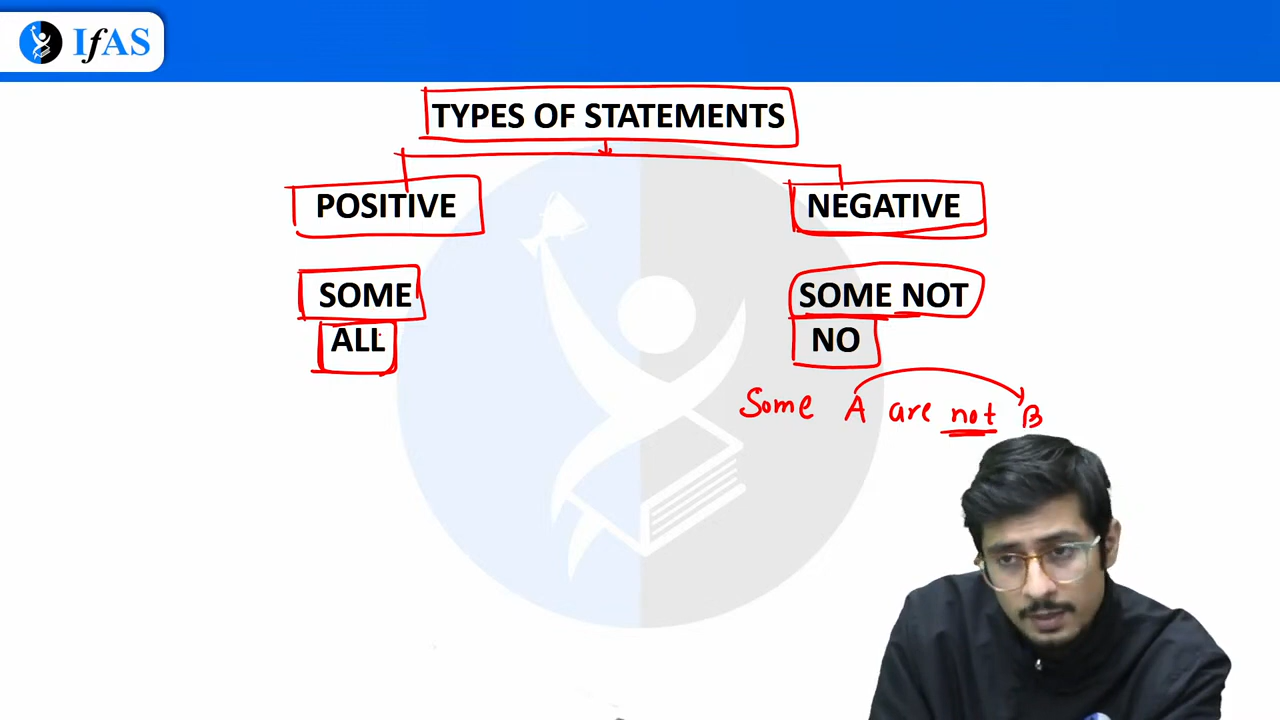 IfAS
TYPES OF STATEMENTS
POSITIVE
NEGATIVE
SOME
SOME NOT
ALL
NO
Some A are not B